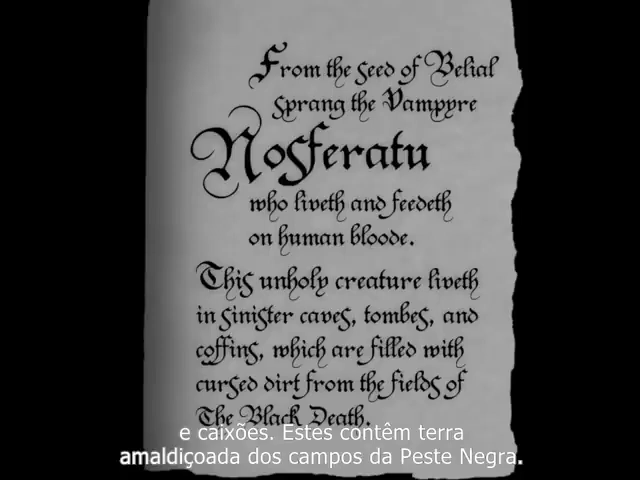 From the seed of Belial
sprang the Vampyre
Nosferatu
who liveth and feedeth
on human bloode.
This unholy creature liveth
in sinister caves, tombes, and
coffins, which are filled with
cursed dirt from the fields of
The Black Death.
e caixões. Estes contêm terra
amaldiçoada dos campos da Peste Negra.